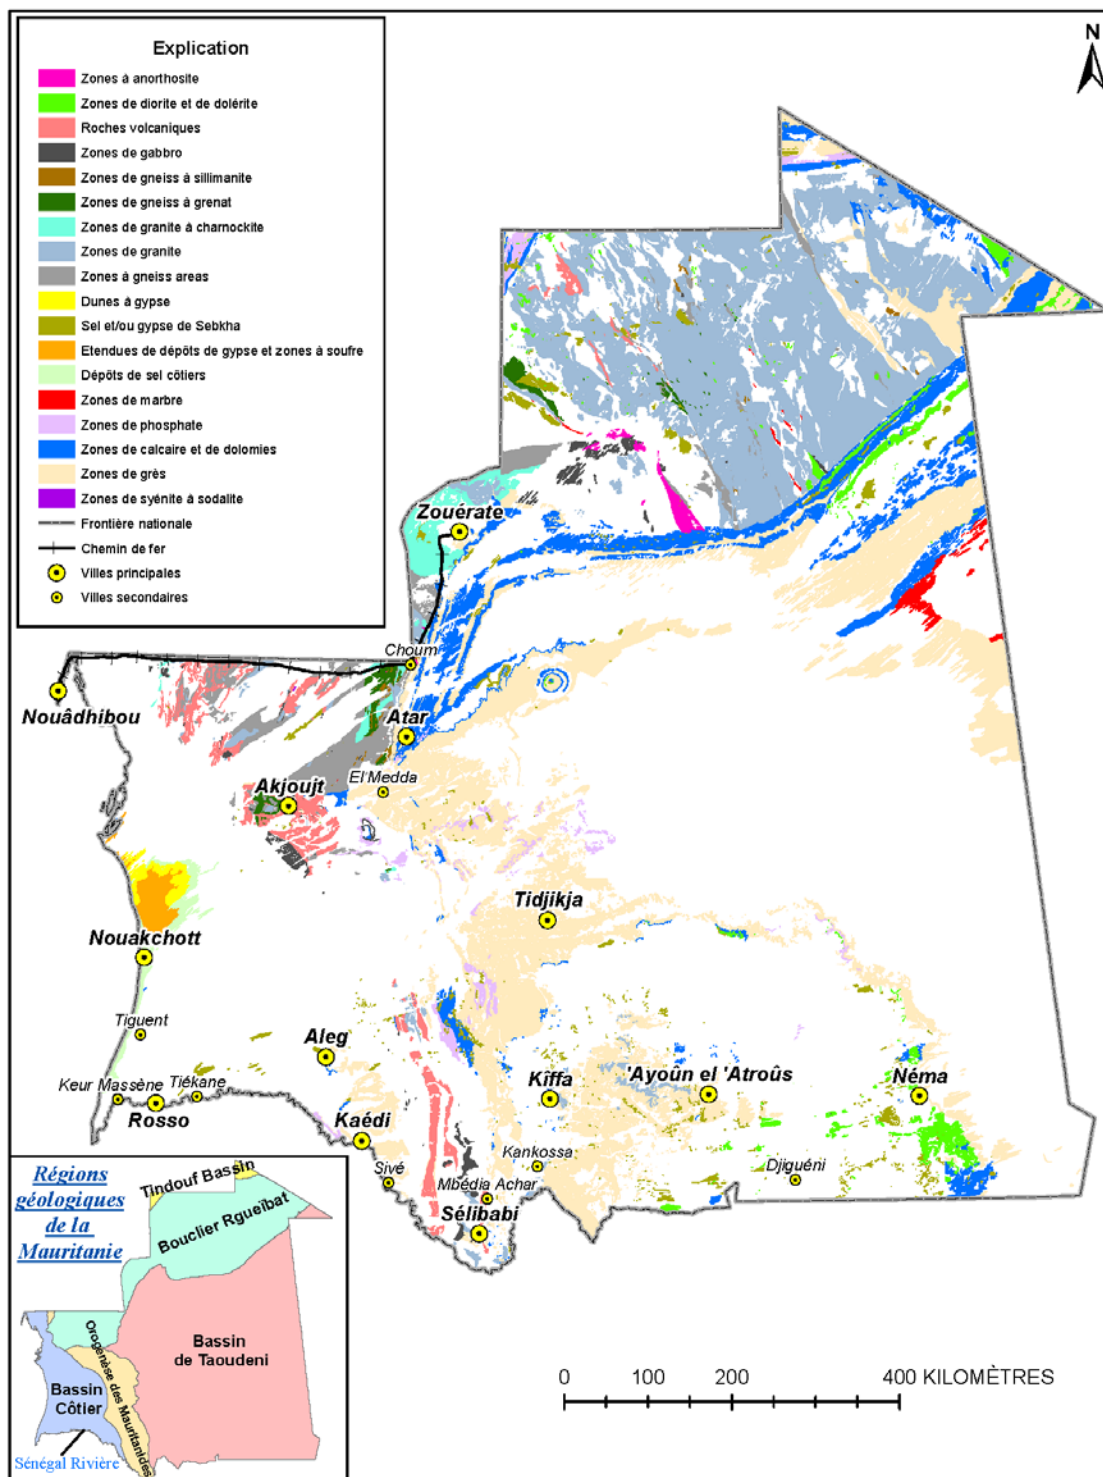 Explication
Zones à anorthosite
Zones de diorite et de dolérite
Roches volcaniques
Zones de gabbro
Zones de gneiss à sillimanite
Zones de gneiss à grenat
Zones de granite à charnockite
Zones de granite
Zones à gneiss areas
Dunes à gypse
Sel et/ou gypse de Sebkha
Etendues de dépôts de gypse et zones à soufre
Dépôts de sel côtiers
Zones de marbre
Zones de phosphate
Zones de calcaire et de dolomies
Zones de grès
Zones de syénite à sodalite
Frontière nationale
Chemin de fer
Villes principales
Villes secondaires
N
Zouérate
Choum
Nouâdhibou
Atar
El Medda
Akjoujt
Tidjikja
Nouakchott
Tiguent
Aleg
Keur Massène
Tiékane
Rosso
Kîffa
'Ayoûn el 'Atroûs
Néma
Kaédi
Sivé
Kankossa
Mbédia Achar
Djiguéni
Sélibabi
Régions
géologiques
de la
Mauritanie
Tindouf Bassin
Bouclier Rgueïbat
Orogenèse des Mauritanides
Bassin
de Taoudeni
Bassin
Côtier
Sénégal Rivière
0 200 400 KILOMÈTRES